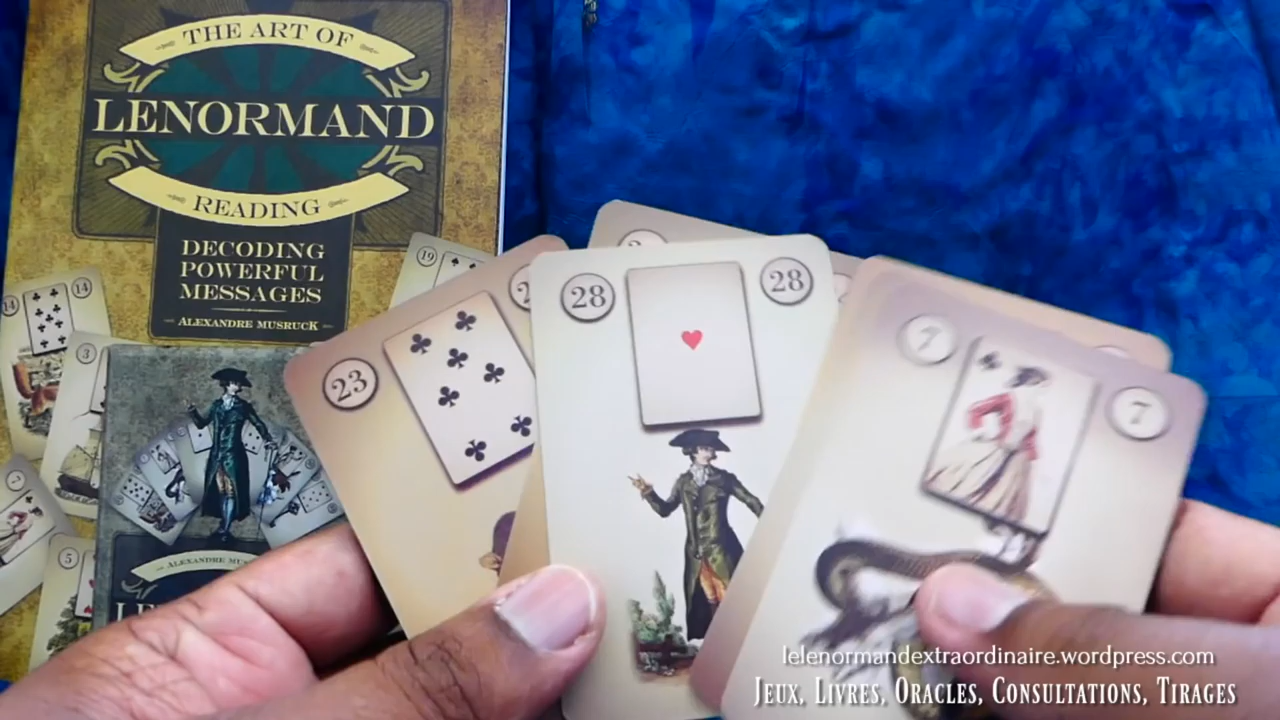 THE ART OF
LENORMAND
READING
DECODING
POWERFUL
MESSAGES
ALEXANDRE MUSRUCK
14
14
19
3
5
ALEXANDRE
23
28
28
7
7
lelenormandextraordinaire.wordpress.com
Jeux, Livres, Oracles, Consultations, Tirages